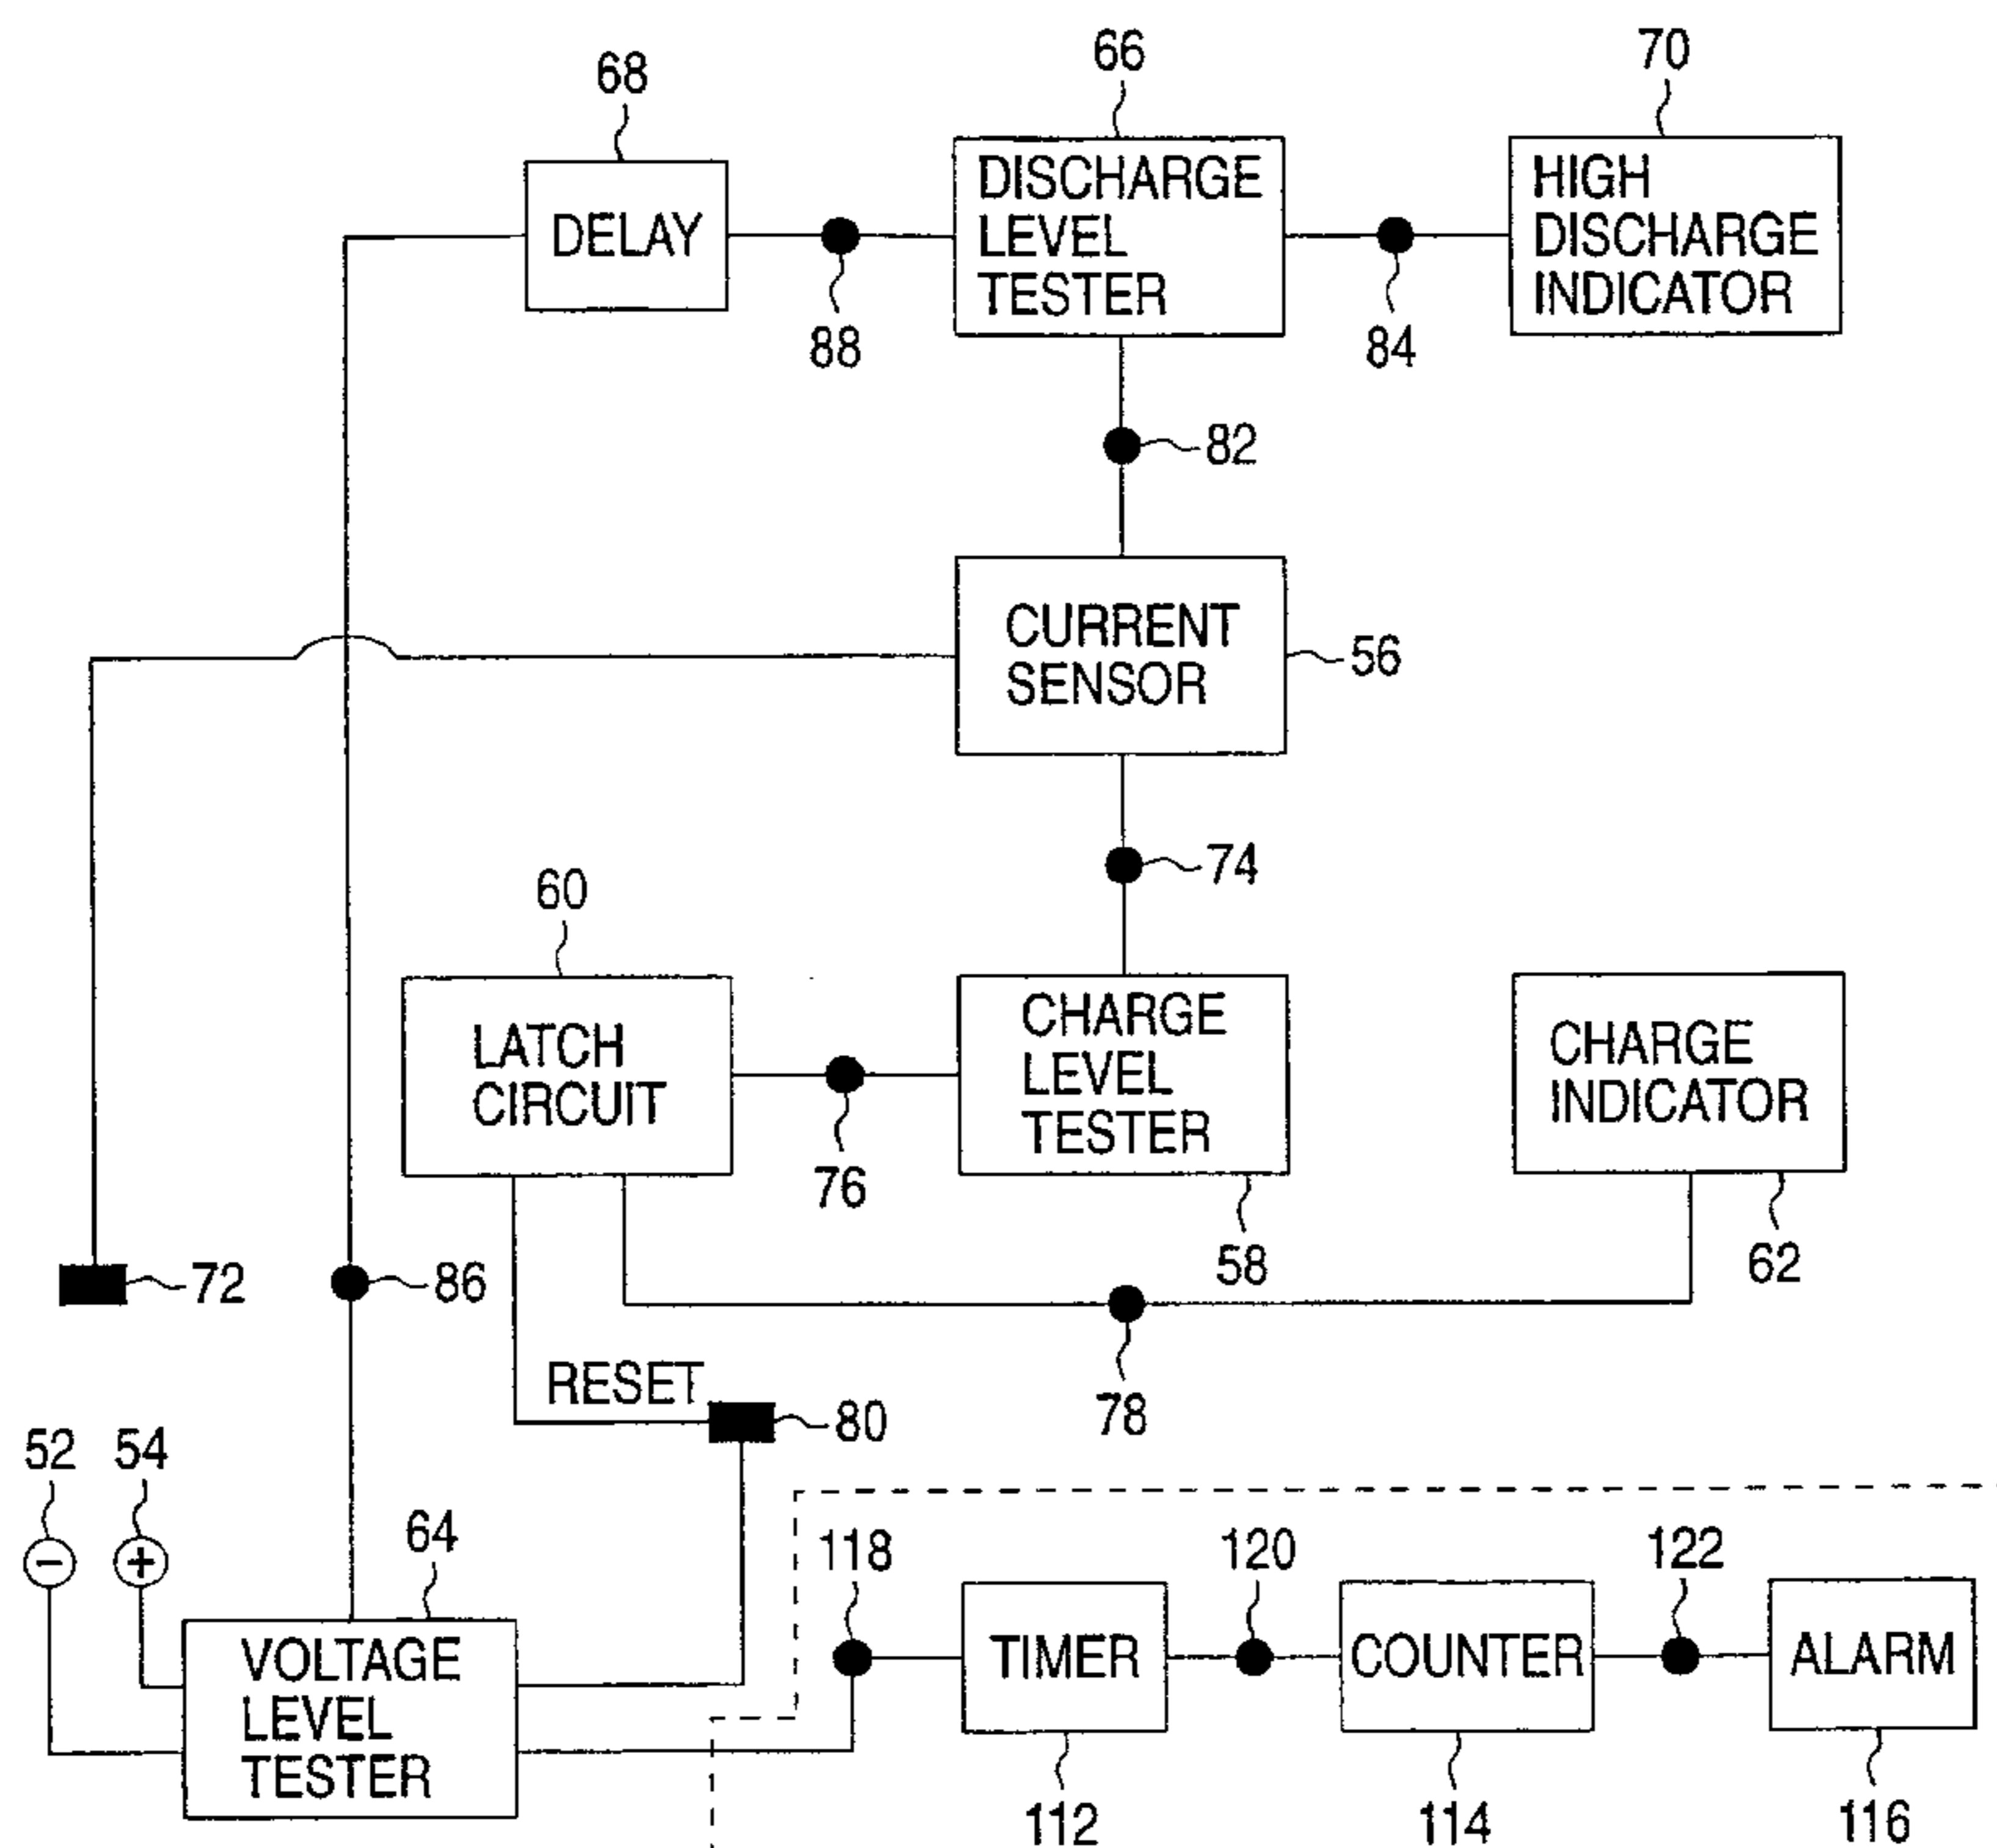 68
66
70
DELAY
DISCHARGE
LEVEL
TESTER
HIGH
DISCHARGE
INDICATOR
88
84
82
CURRENT
SENSOR
56
74
60
LATCH
CIRCUIT
CHARGE
LEVEL
TESTER
CHARGE
INDICATOR
76
58
62
72
86
78
RESET
80
52
54
64
- +
VOLTAGE
LEVEL
TESTER
118
120
122
TIMER
COUNTER
ALARM
112
114
116